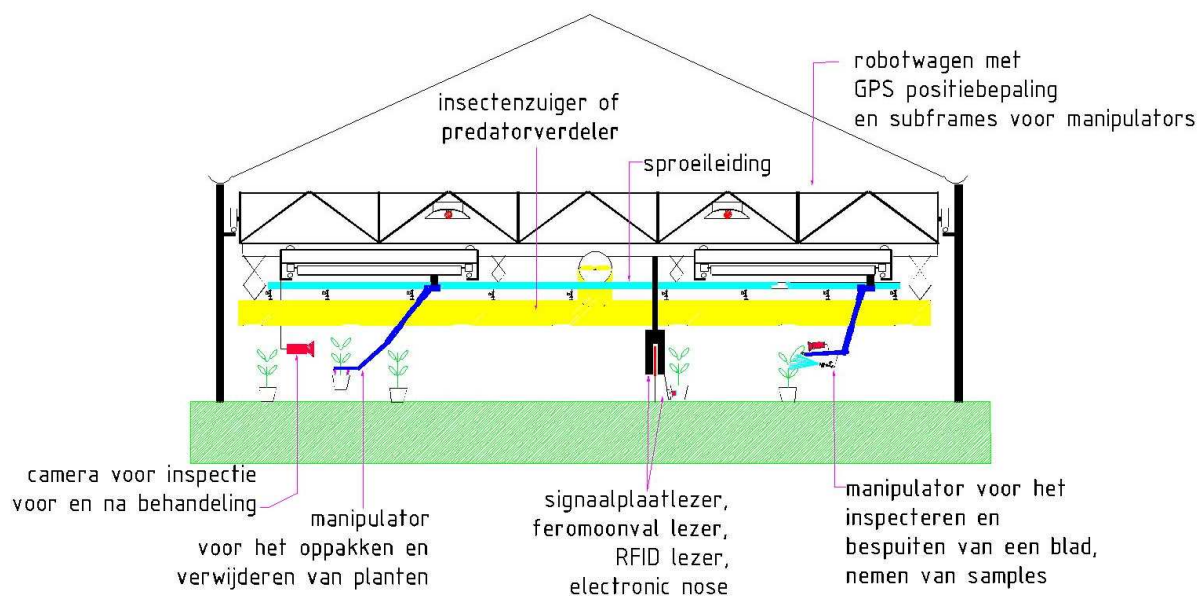 robotwagen met
GPS positiebepaling
en subframes voor manipulators
insectenzuiger of
predatorverdeler
sproeileiding
camera voor inspectie
voor en na behandeling
manipulator
voor het oppakken en
verwijderen van planten
signaalplaatlezer,
feromoonval lezer,
RFID lezer,
electronic nose
manipulator voor het
inspecteren en
bespuiten van een blad,
nemen van samples